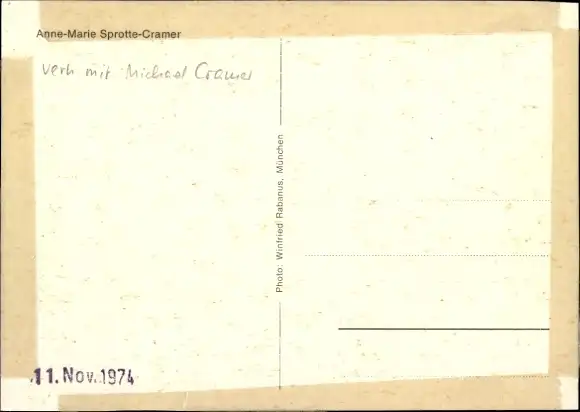 Anne-Marie Sprotte-Cramer
verh mit Michael Cramer
Photo: Winfried Rabanus, München
11. Nov. 1974